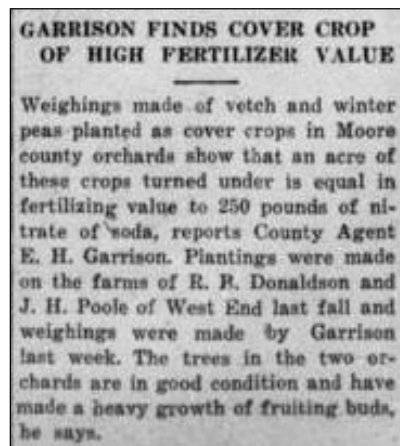 GARRISON FINDS COVER CROP
OF HIGH FERTILIZER VALUE
Weighings made of vetch and winter
peas planted as cover crops in Moore
county orchards show that an acre of
these crops turned under is equal in
fertilizing value to 250 pounds of ni-
trate of soda, reports County Agent
E. H. Garrison. Plantings were made
on the farms of R. R. Donaldson and
J. H. Poole of West End last fall and
weighings were made by Garrison
last week. The trees in the two or-
chards are in good condition and have
made a heavy growth of fruiting buds,
he says.